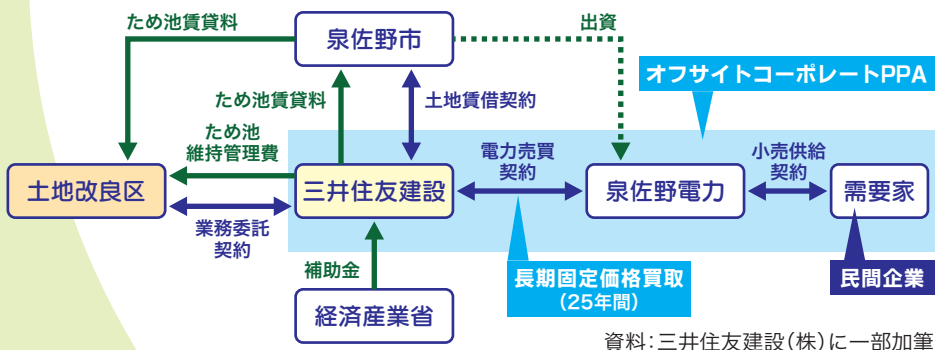 ため池賃貸料
泉佐野市
出資
オフサイトコーポレートPPA
ため池賃貸料
土地賃借契約
ため池
維持管理費
電力売買
契約
小売供給
契約
土地改良区
三井住友建設
泉佐野電力
需要家
業務委託
契約
補助金
長期固定価格買取
(25年間)
民間企業
経済産業省
資料:三井住友建設(株)に一部加筆